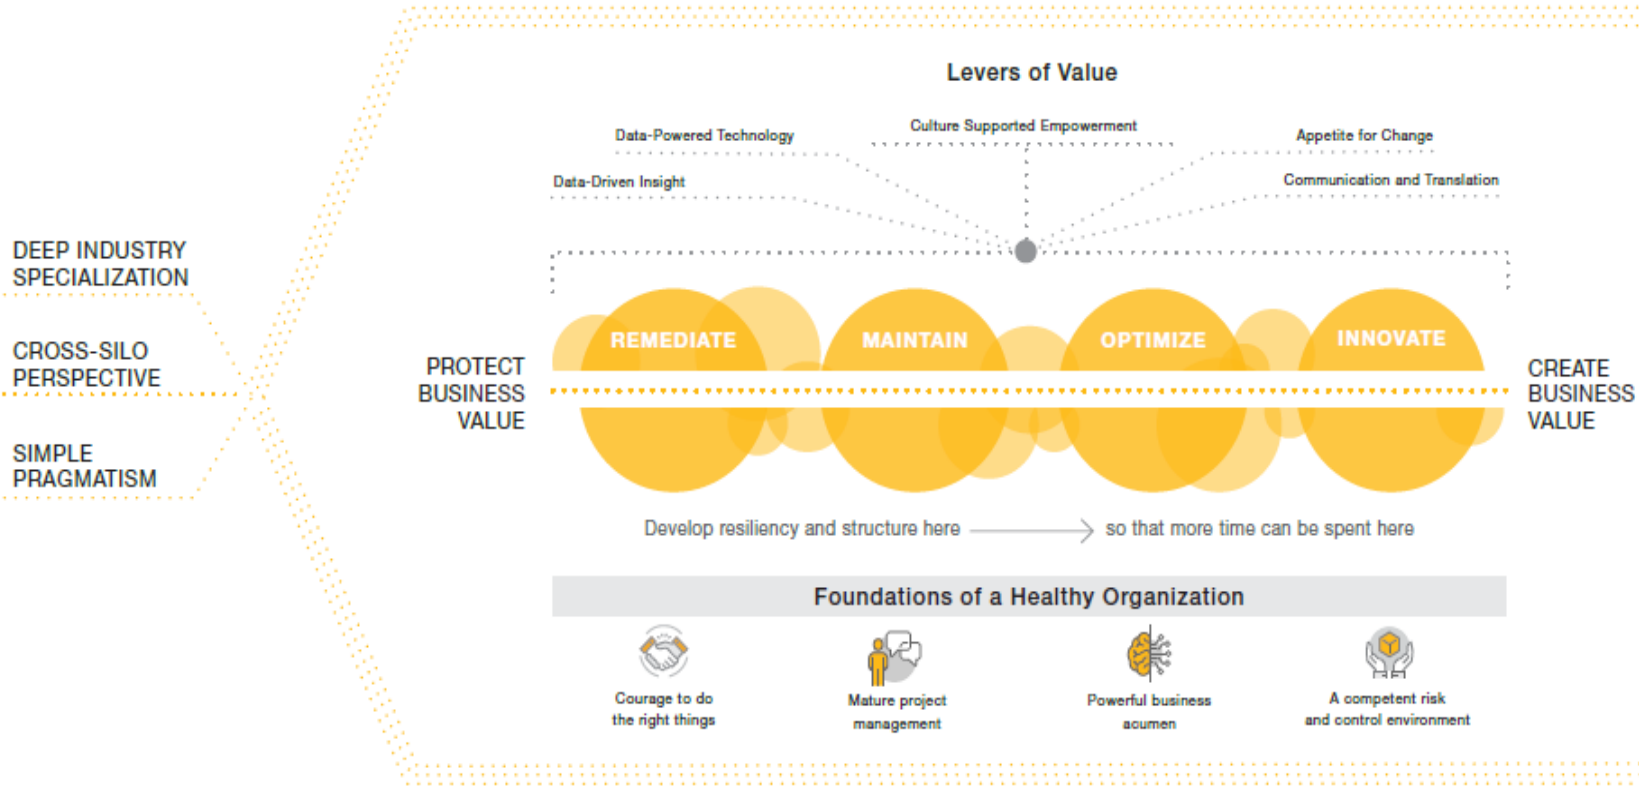 Levers of Value
Culture Supported Empowerment
Data-Powered Technology
Appetite for Change
Data-Driven Insight
Communication and Translation
DEEP INDUSTRY
SPECIALIZATION
CROSS-SILO
PERSPECTIVE
SIMPLE
PRAGMATISM
PROTECT
BUSINESS
VALUE
REMEDIATE
MAINTAIN
OPTIMIZE
INNOVATE
CREATE
BUSINESS
VALUE
Develop resiliency and structure here
so that more time can be spent here
Foundations of a Healthy Organization
Courage to do
the right things
Mature project
management
Powerful business
acumen
A competent risk
and control environment